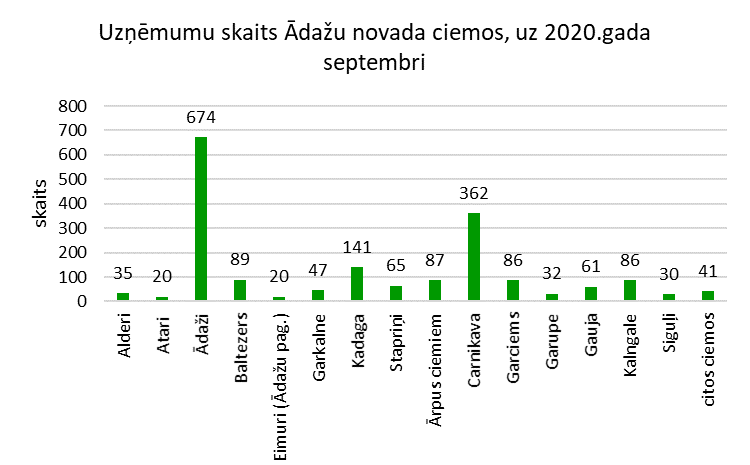 Uzņēmumu skaits Ādažu novada ciemos, uz 2020.gada
septembri
skaits
800
700
600
500
400
300
200
100
0
35
20
674
89
20
47
141
65
87
362
86
32
61
86
30
41
Alderi
Atari
Ādaži
Baltezers
Eimuri (Ādažu pag.)
Garkalne
Kadaga
Stapriņi
Ārpus ciemiem
Carnikava
Garciems
Garupe
Gauja
Kalngale
Siguļi
citos ciemos